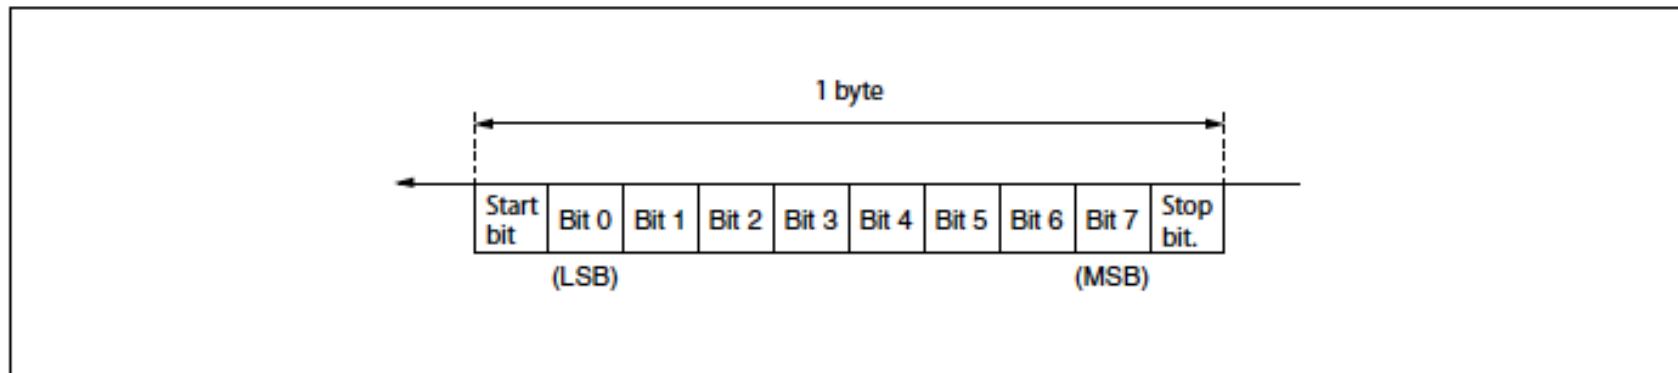 1 byte
Start bit Bit 0 Bit 1 Bit 2 Bit 3 Bit 4 Bit 5 Bit 6 Bit 7 Stop bit.
(LSB) (MSB)